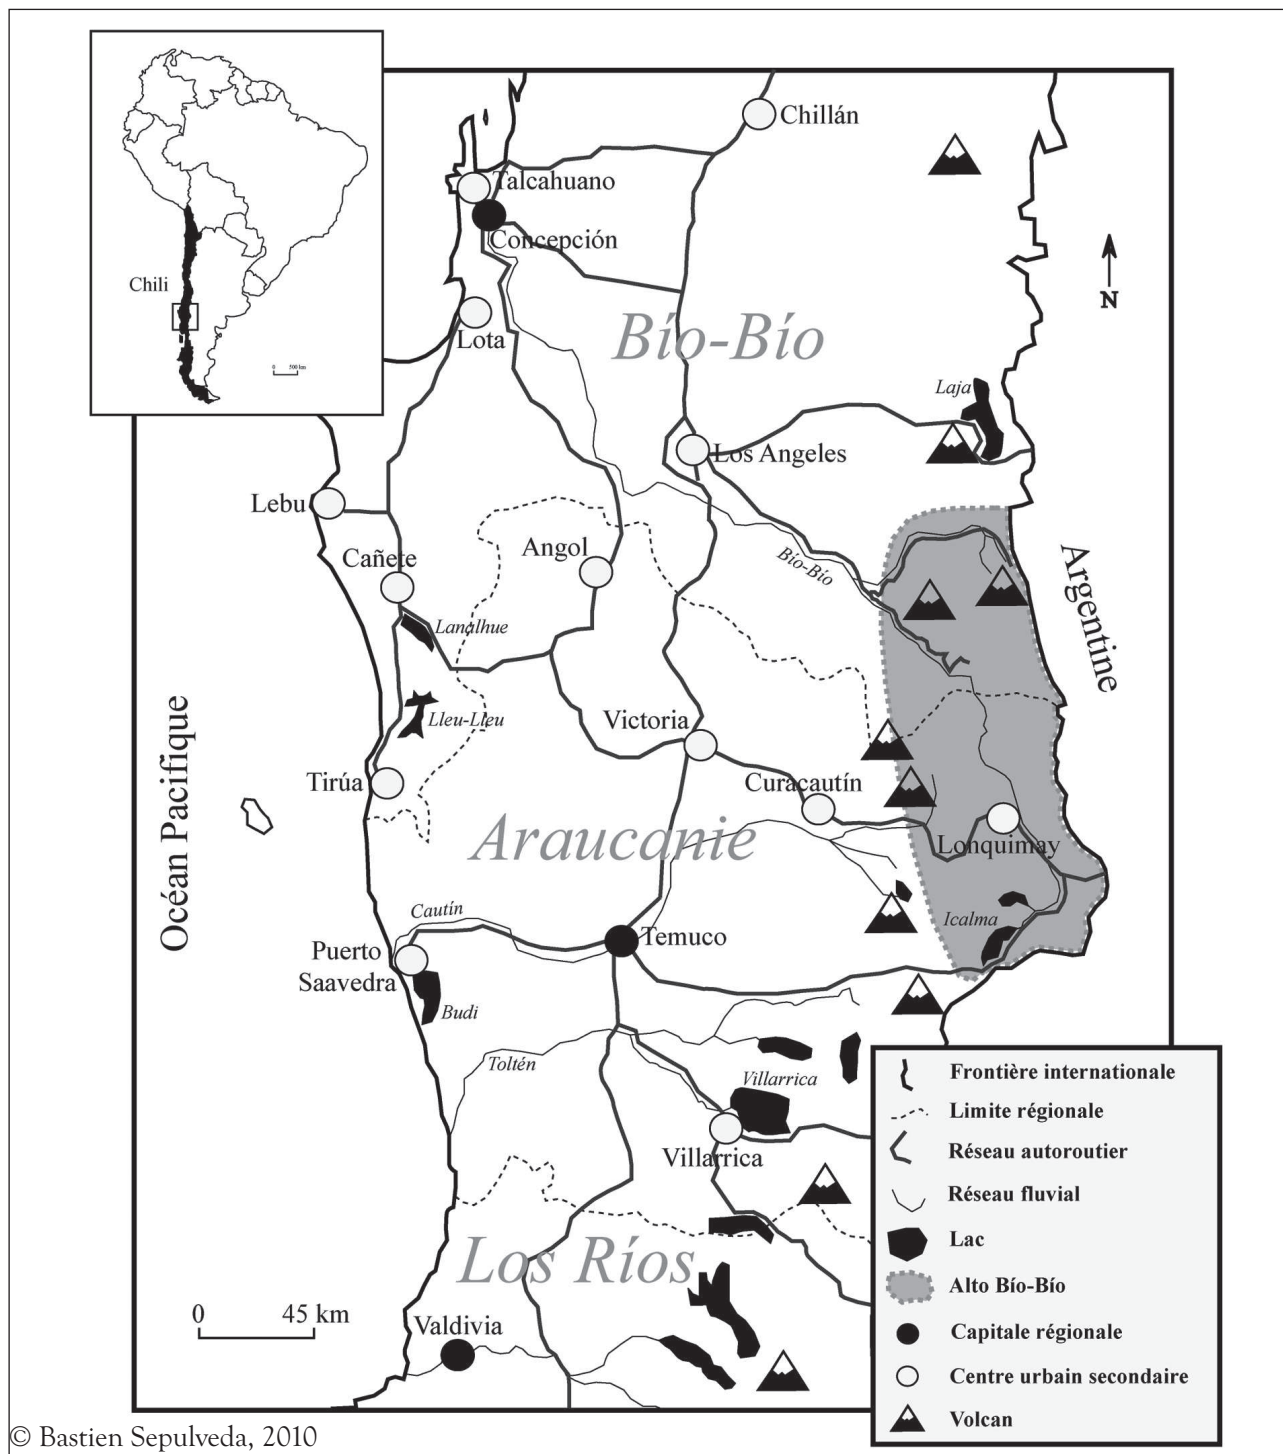 Chillán
Talcahuano
Concepción
Chili
0 500 km
N
Lota
Bío-Bío
Laja
Los Angeles
Lebu
Angol
Cañete
Bío-Bío
Argentine
Lanalhue
Lleu-Lleu
Victoria
Océan Pacifique
Tirúa
Curacautín
Araucanie
Lonquimay
Cautín
Icalma
Temuco
Puerto
Saavedra
Budi
Toltén
Villarrica
Villarrica
Los Ríos
0 45 km
Valdivia
Frontière internationale
Limite régionale
Réseau autoroutier
Réseau fluvial
Lac
Alto Bío-Bío
Capitale régionale
Centre urbain secondaire
Volcan
© Bastien Sepulveda, 2010